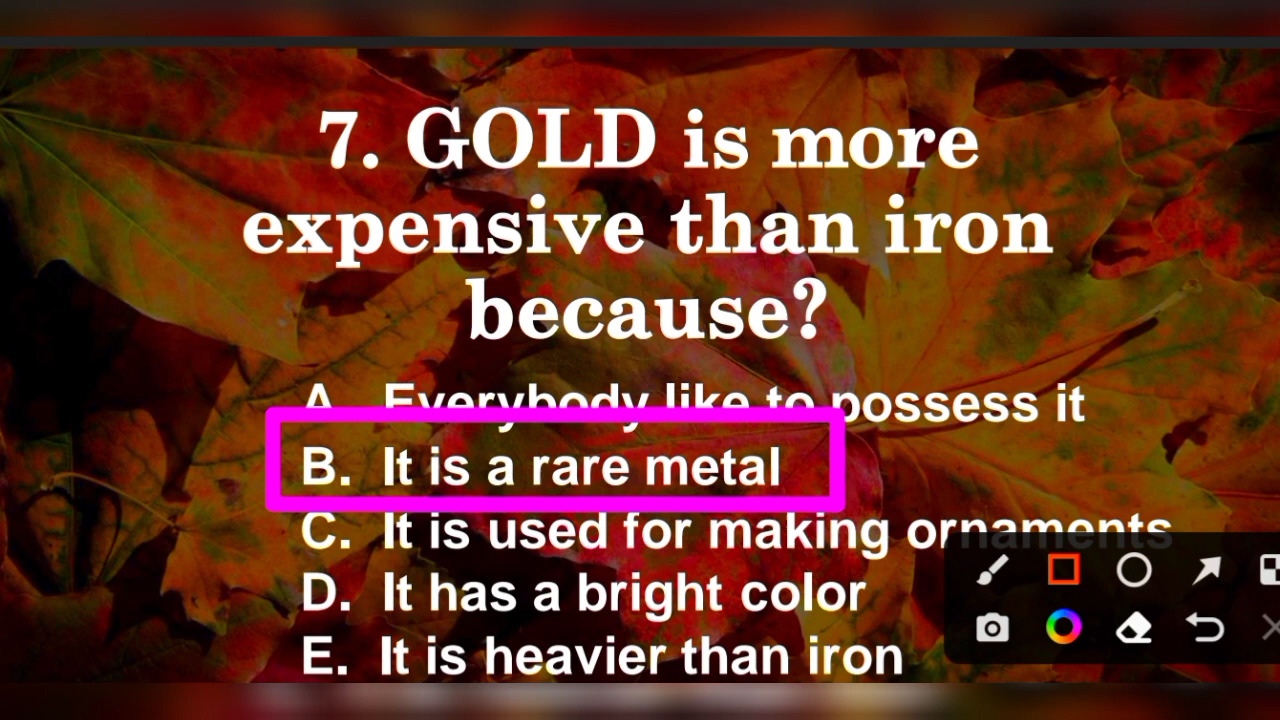 7. GOLD is more
expensive than iron
because?
A. Everybody like to possess it
B. It is a rare metal
C. It is used for making ornaments
D. It has a bright color
E. It is heavier than iron